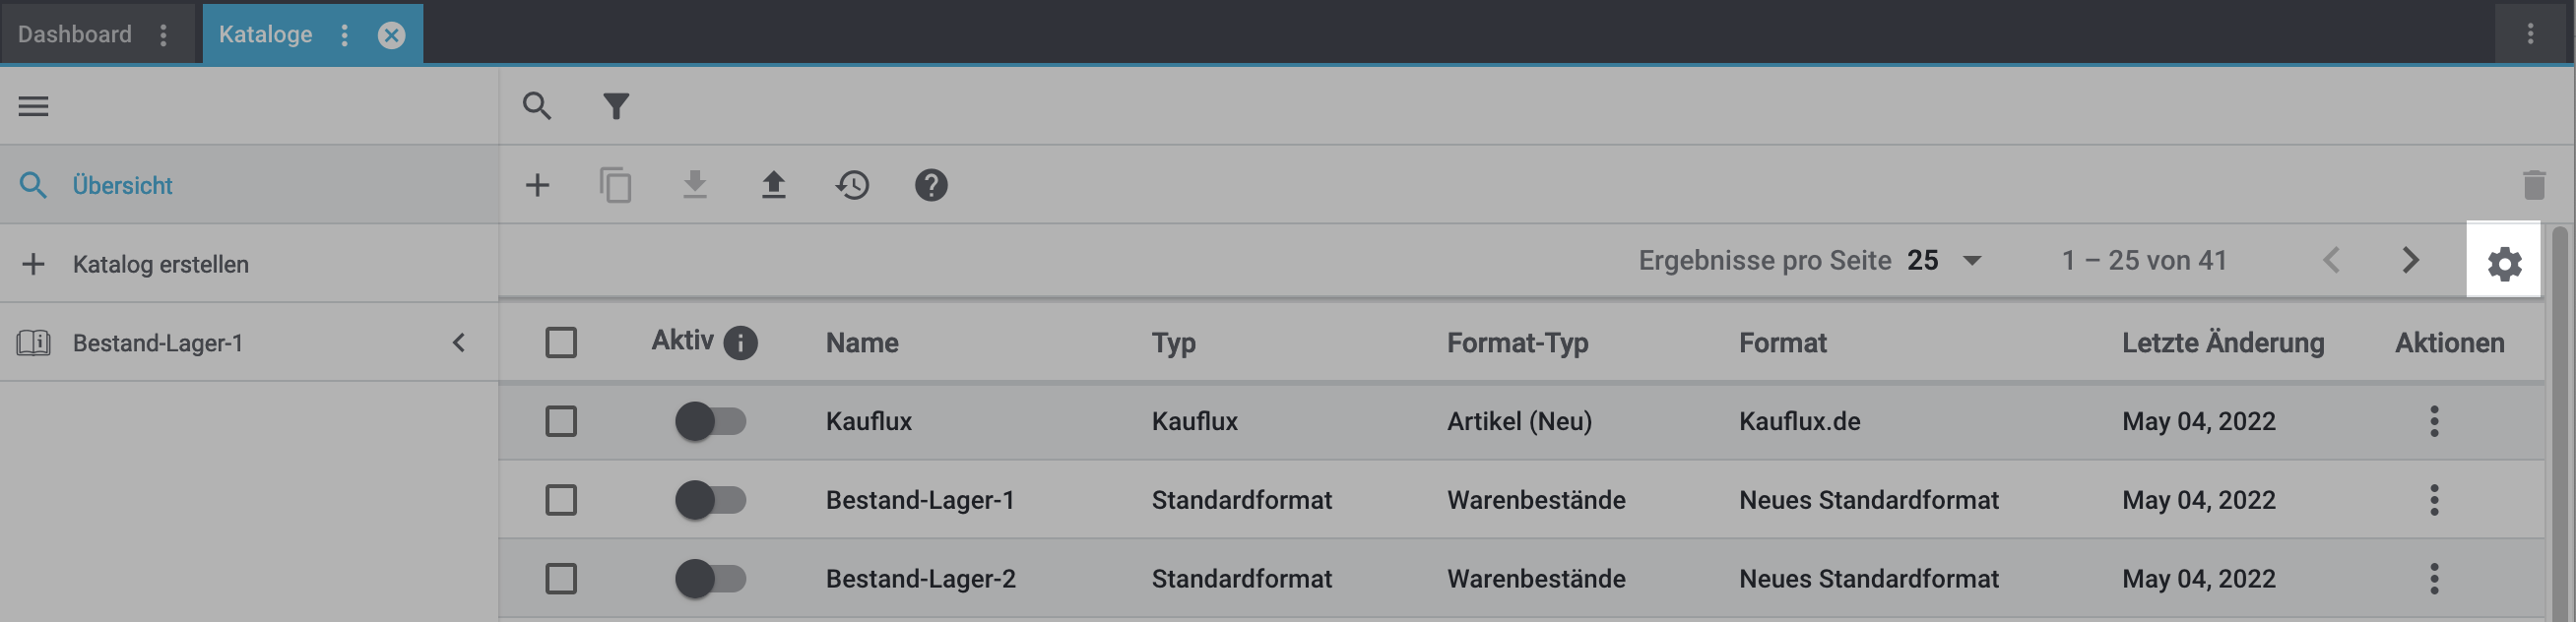 Dashboard
Kataloge
Übersicht
Katalog erstellen
Bestand-Lager-1
Ergebnisse pro Seite 25 1 – 25 von 41
Aktiv Name Typ Format-Typ Format Letzte Änderung Aktionen
Kauflux Kauflux Artikel (Neu) Kauflux.de May 04, 2022
Bestand-Lager-1 Standardformat Warenbestände Neues Standardformat May 04, 2022
Bestand-Lager-2 Standardformat Warenbestände Neues Standardformat May 04, 2022